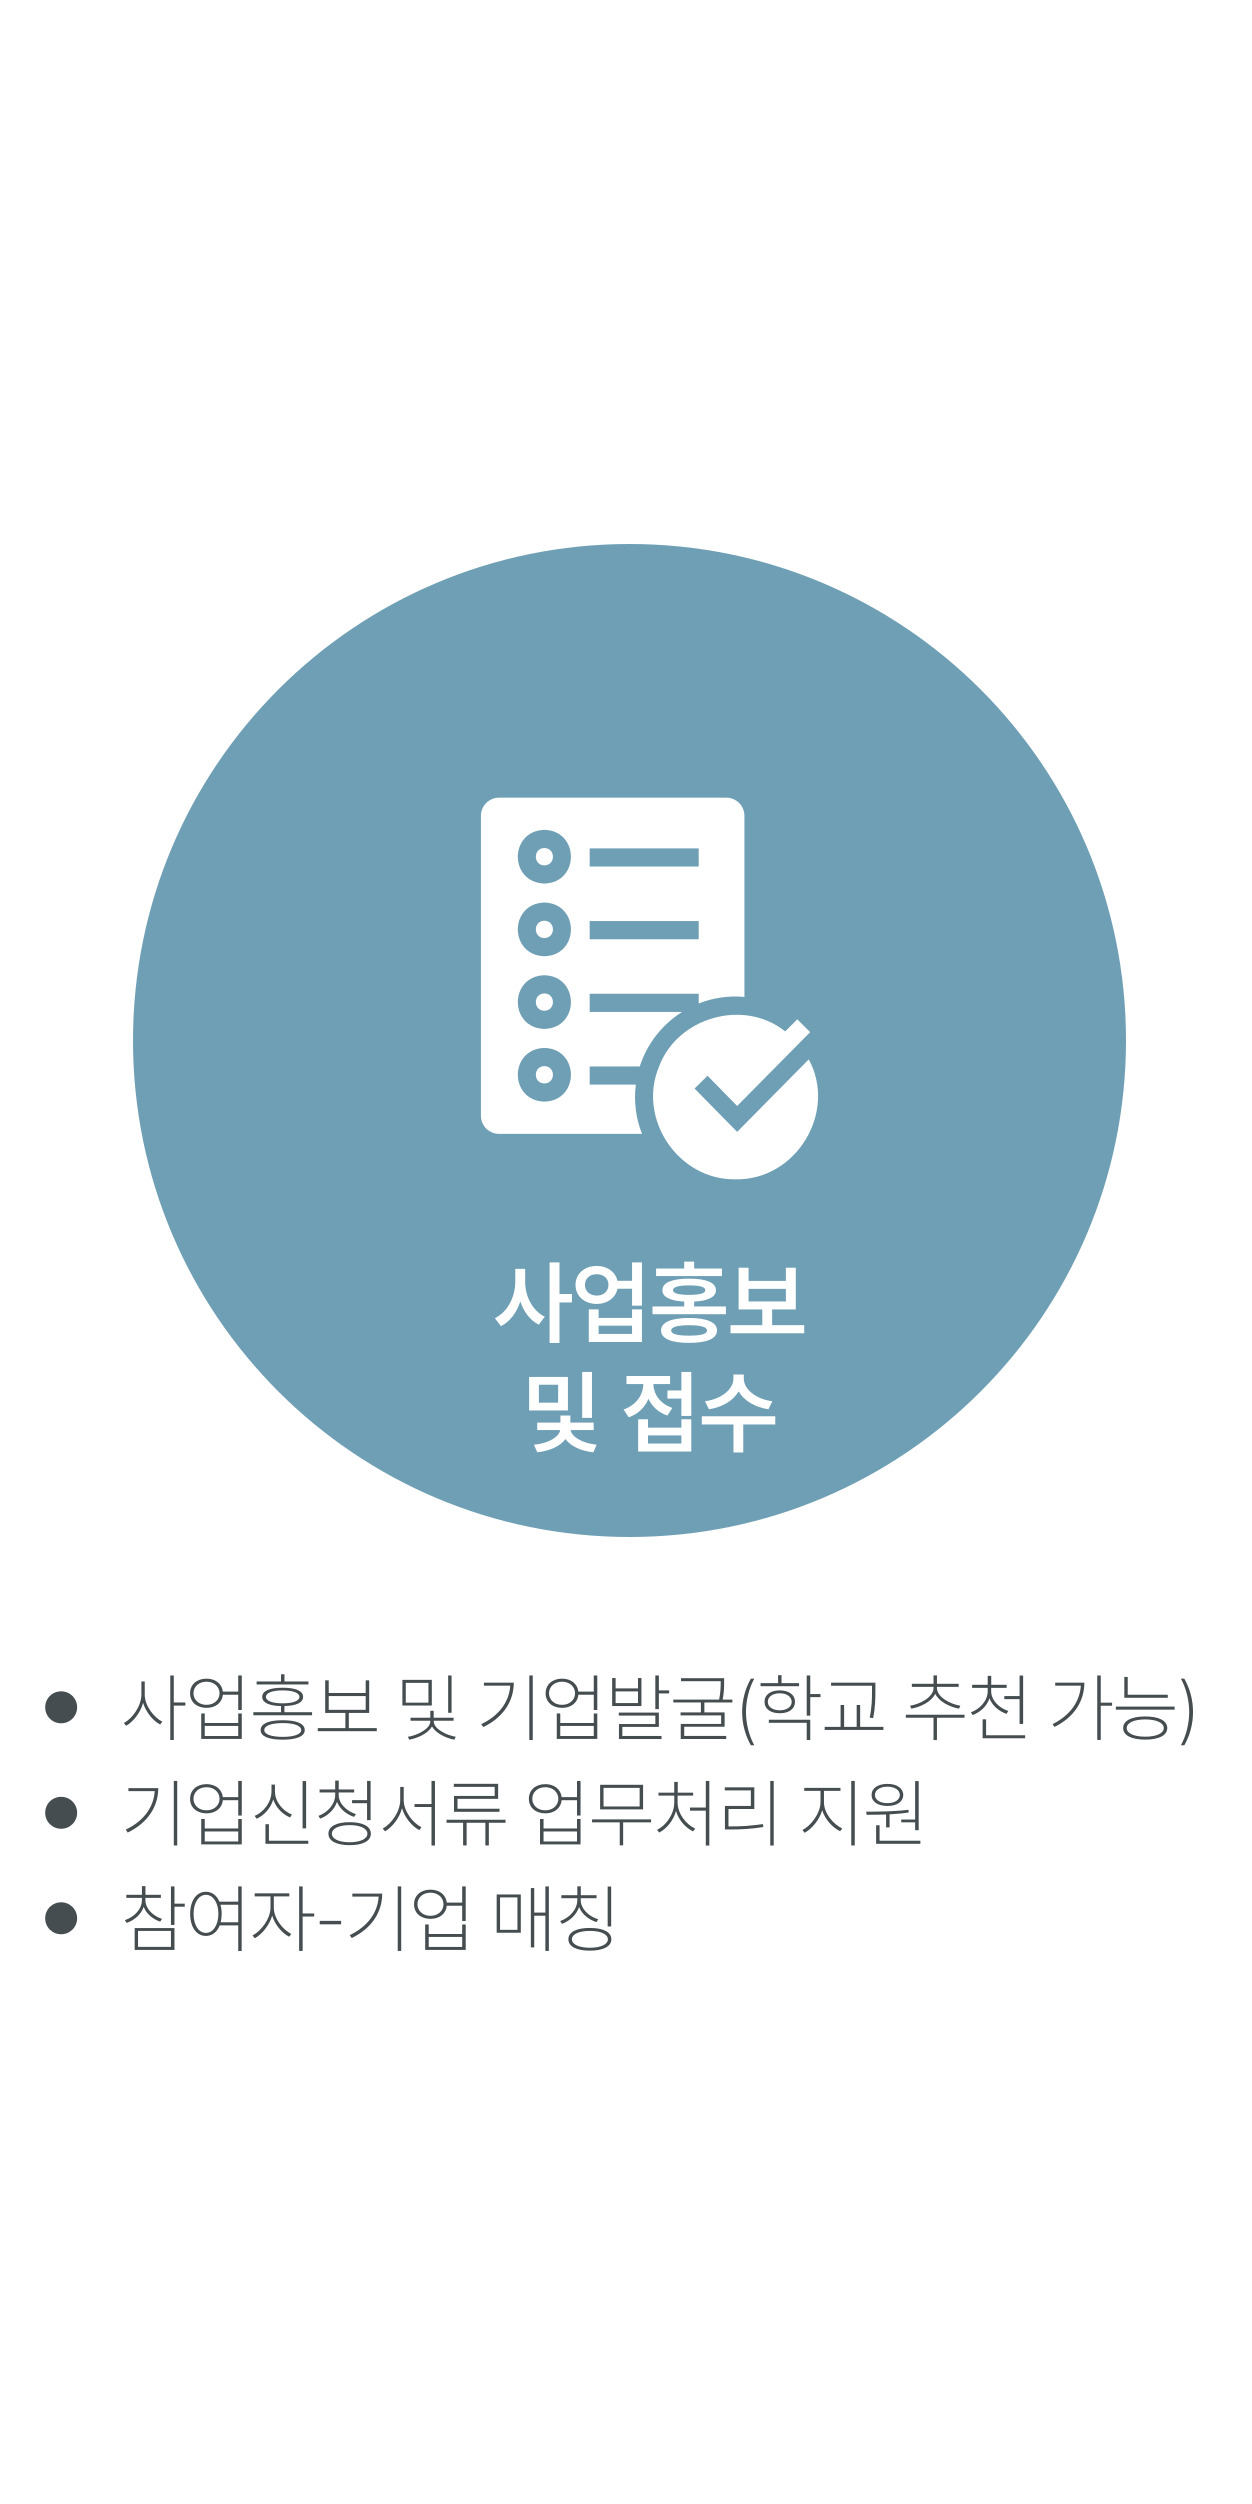 사업홍보
및 접수
● 사업홍보 및 기업발굴(학교 추천 가능)
● 기업신청서류 업무처리 지원
● 참여자-기업 매칭